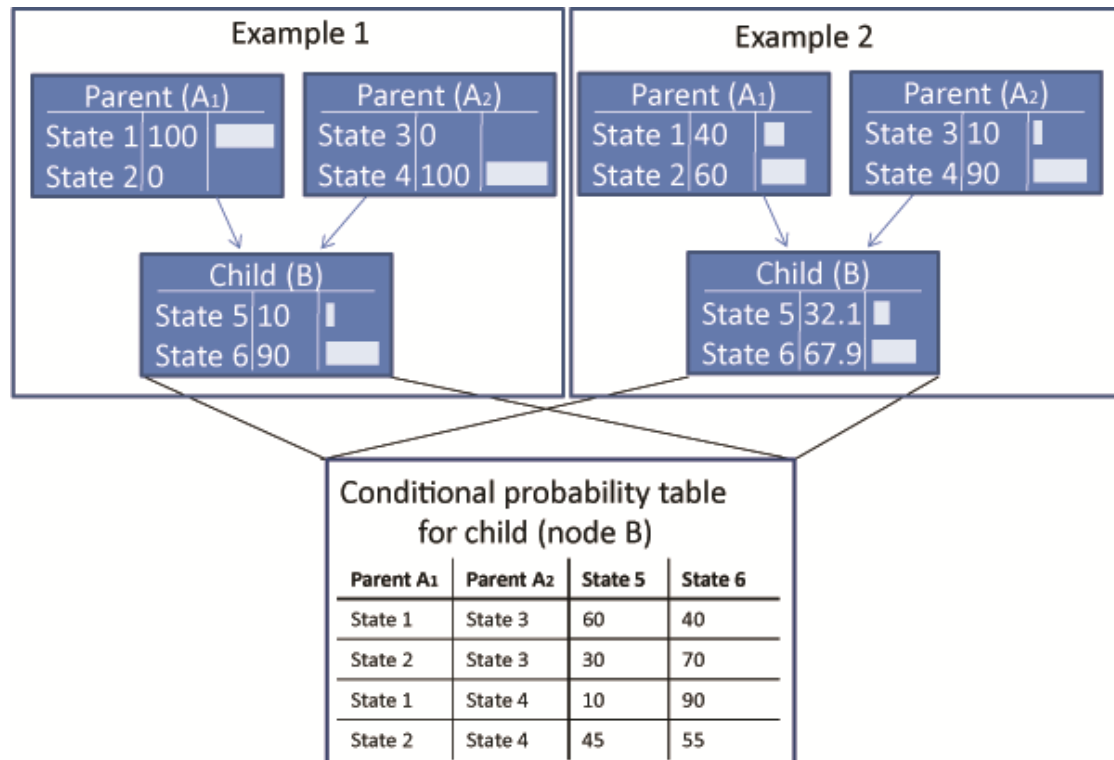 Example 1
Parent (A1)
State 1 100
State 2 0
Parent (A2)
State 3 0
State 4 100
Child (B)
State 5 10
State 6 90
Example 2
Parent (A1)
State 1 40
State 2 60
Parent (A2)
State 3 10
State 4 90
Child (B)
State 5 32.1
State 6 67.9
Conditional probability table
for child (node B)
Parent A1 Parent A2 State 5 State 6
State 1 State 3 60 40
State 2 State 3 30 70
State 1 State 4 10 90
State 2 State 4 45 55